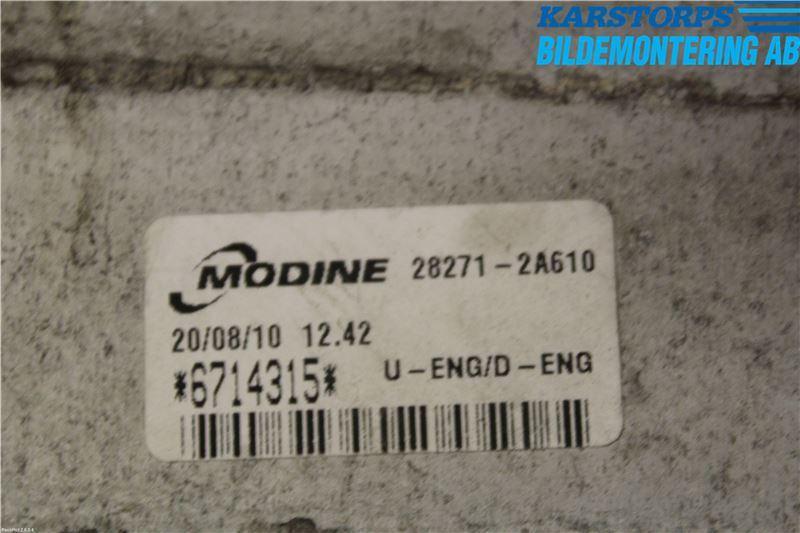 KARSTORPS
BILDEMONTERING AB
MODINE 28271-2A610
20/08/10 12.42
*6714315* U-ENG/D-ENG